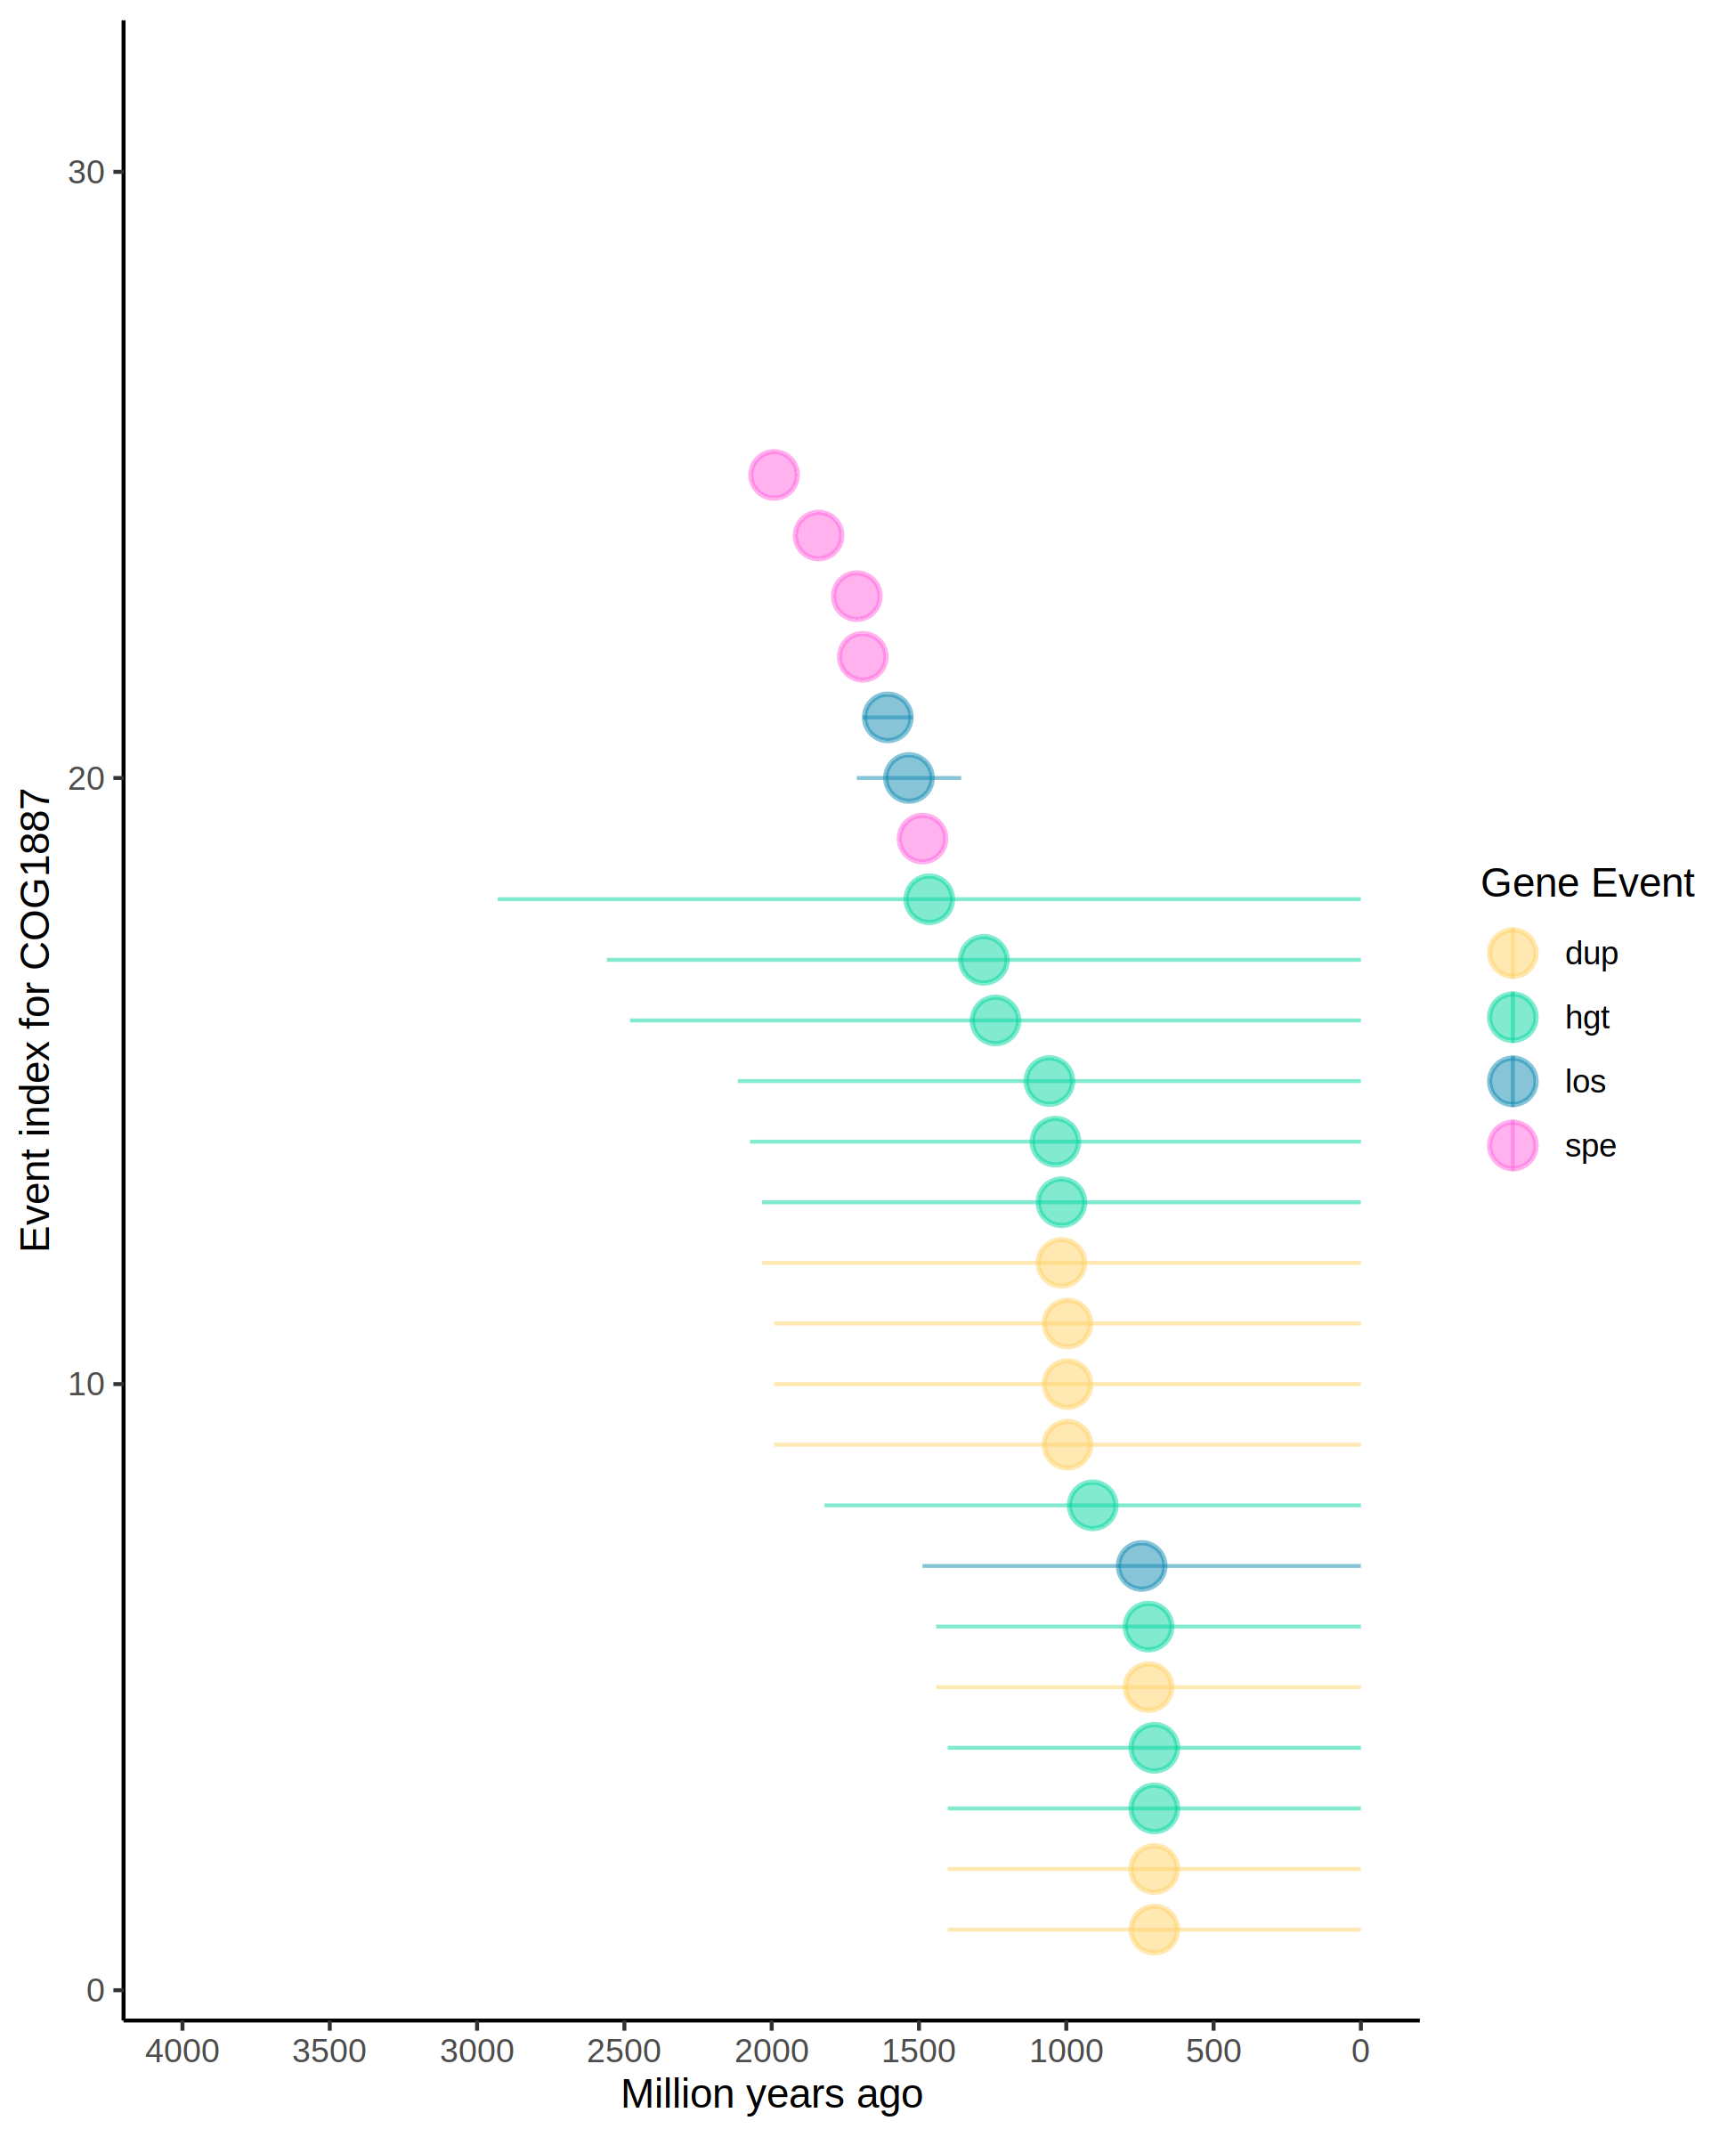 30
20
10
0
Event index for COG1887
4000 3500 3000 2500 2000 1500 1000 500 0
Million years ago
Gene Event
dup
hgt
los
spe